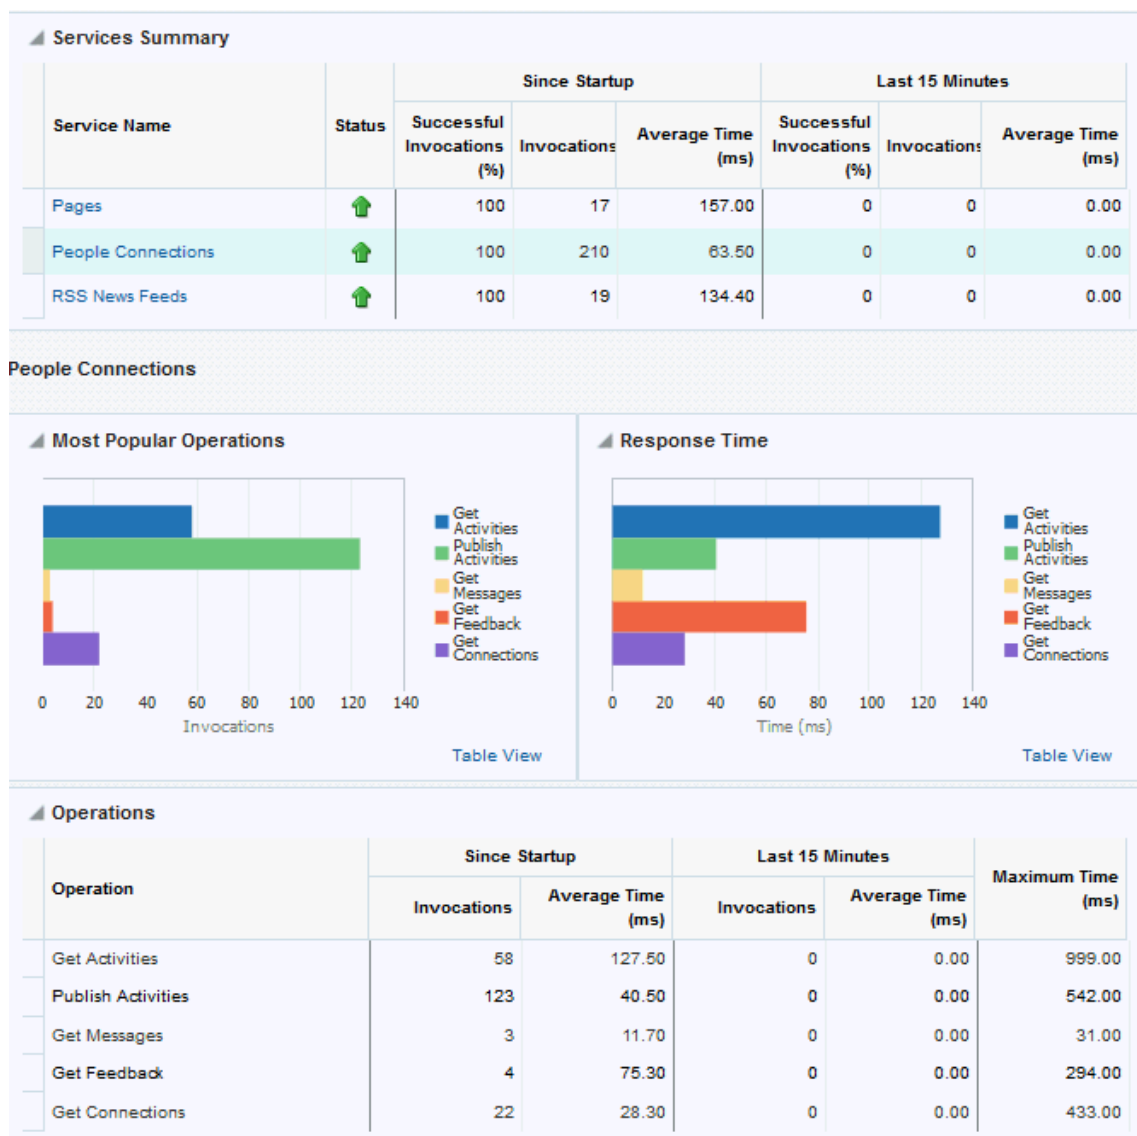 Services Summary
Since Startup Last 15 Minutes
Service Name Status Successful Invocations (%) Invocations Average Time (ms) Successful Invocations (%) Invocations Average Time (ms)
Pages 100 17 157.00 0 0 0.00
People Connections 100 210 63.50 0 0 0.00
RSS News Feeds 100 19 134.40 0 0 0.00
People Connections
Most Popular Operations
Get
Activities
Publish
Activities
Get
Messages
Get
Feedback
Get
Connections
0 20 40 60 80 100 120 140
Invocations
Table View
Response Time
Get
Activities
Publish
Activities
Get
Messages
Get
Feedback
Get
Connections
0 20 40 60 80 100 120 140
Time (ms)
Table View
Operations
Since Startup Last 15 Minutes
Operation Invocations Average Time (ms) Invocations Average Time (ms) Maximum Time (ms)
Get Activities 58 127.50 0 0.00 999.00
Publish Activities 123 40.50 0 0.00 542.00
Get Messages 3 11.70 0 0.00 31.00
Get Feedback 4 75.30 0 0.00 294.00
Get Connections 22 28.30 0 0.00 433.00